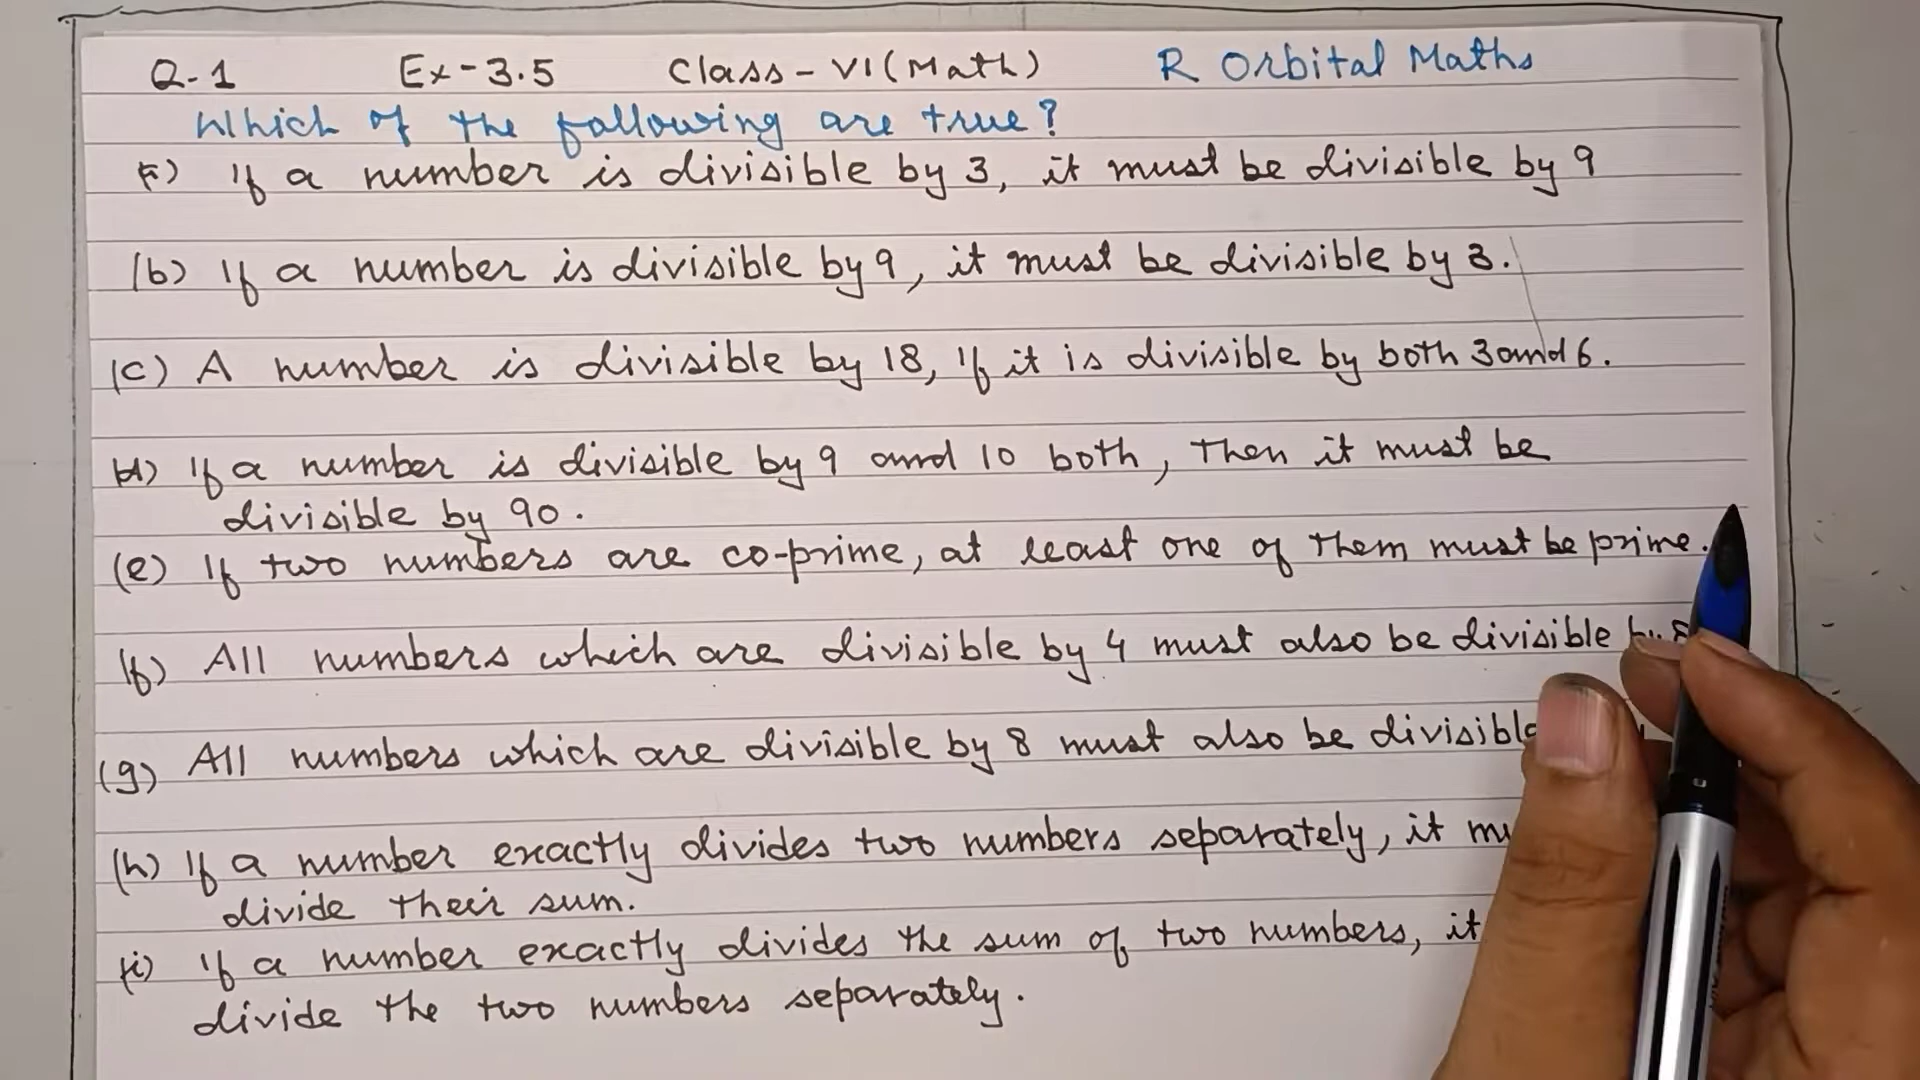 Q-1 Ex-3.5 Class-VI(Math) R Orbital Maths
Which of the following are true?
If a number is divisible by 3, it must be divisible by 9
(b) If a number is divisible by 9, it must be divisible by 3.
(c) A number is divisible by 18, If it is divisible by both 3 and 6.
(d) If a number is divisible by 9 and 10 both, Then it must be
divisible by 90.
(e) If two numbers are co-prime, at least one of them must be prime.
(f) All numbers which are divisible by 4 must also be divisible
(g) All numbers which are divisible by 8 must also be divisible
(h) If a number exactly divides two numbers separately, it
divide their sum.
(i) If a number exactly divides the sum of two numbers, it
divide the two numbers separately.